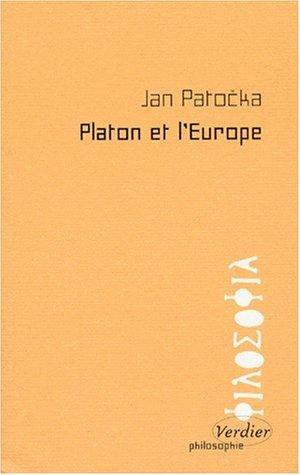 Jan Patočka
Platon et l'Europe
ΦΙΛΟΣΟΦΙΑ
Verdier
philosophie